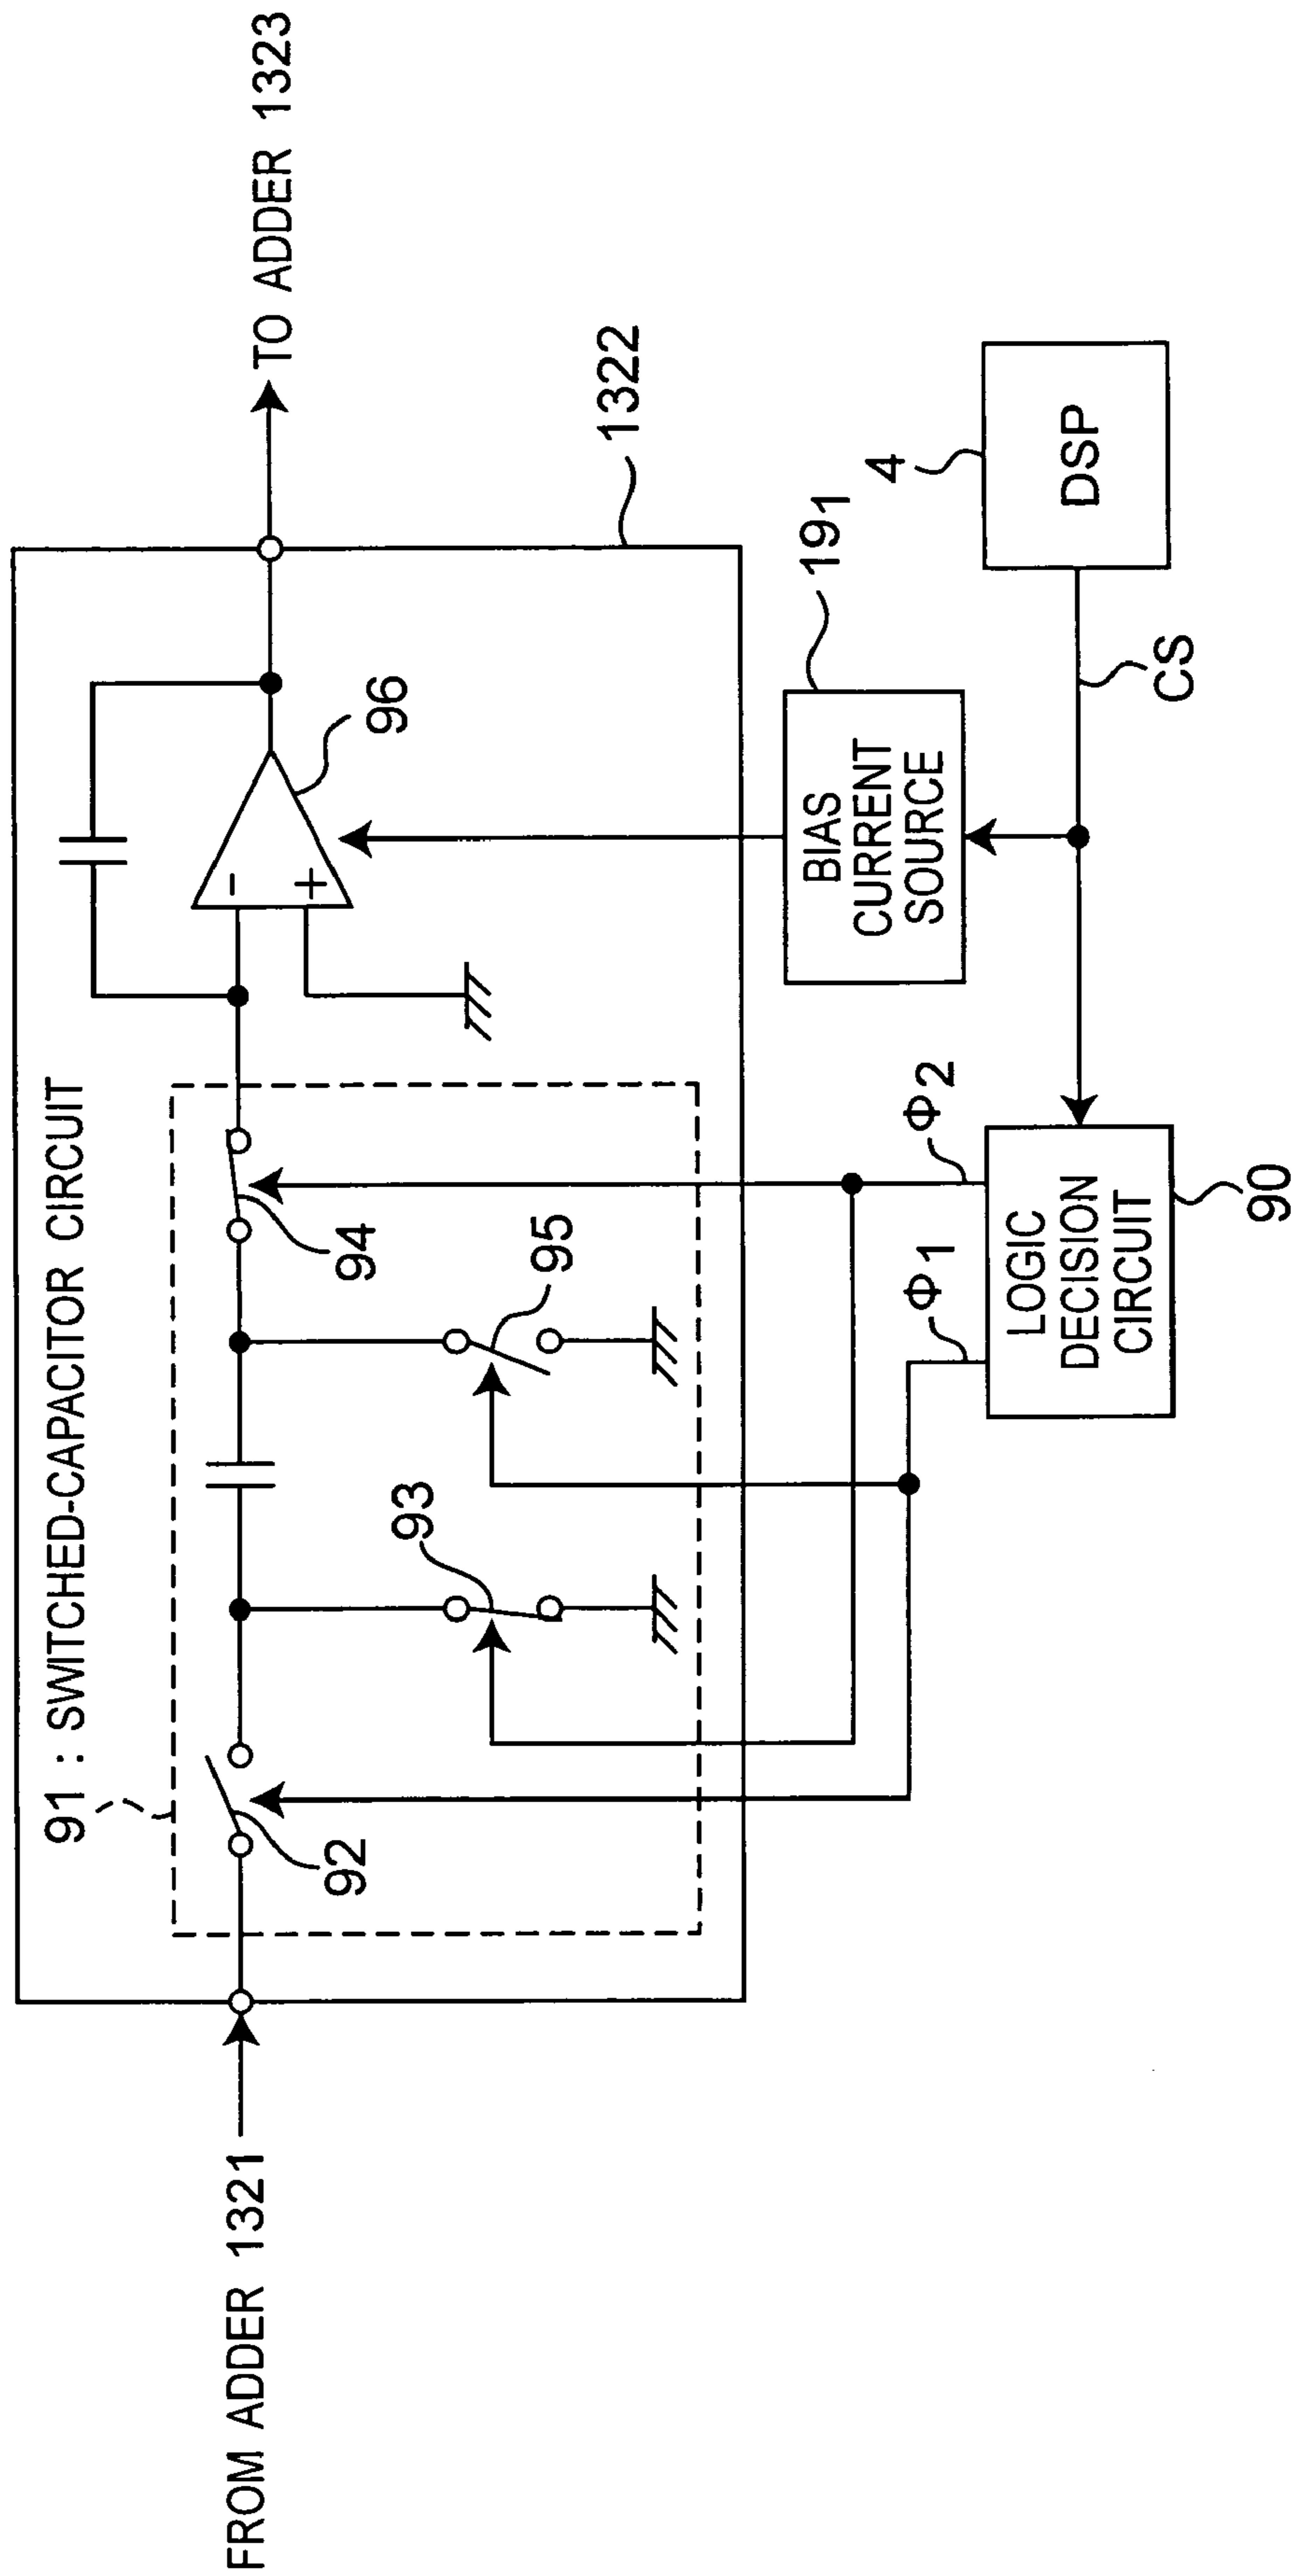 91 : SWITCHED-CAPACITOR CIRCUIT
FROM ADDER 1321
TO ADDER 1323
92
93
94
95
96
-
+
1322
Φ1
Φ2
LOGIC
DECISION
CIRCUIT
90
BIAS
CURRENT
SOURCE
191
CS
4
DSP